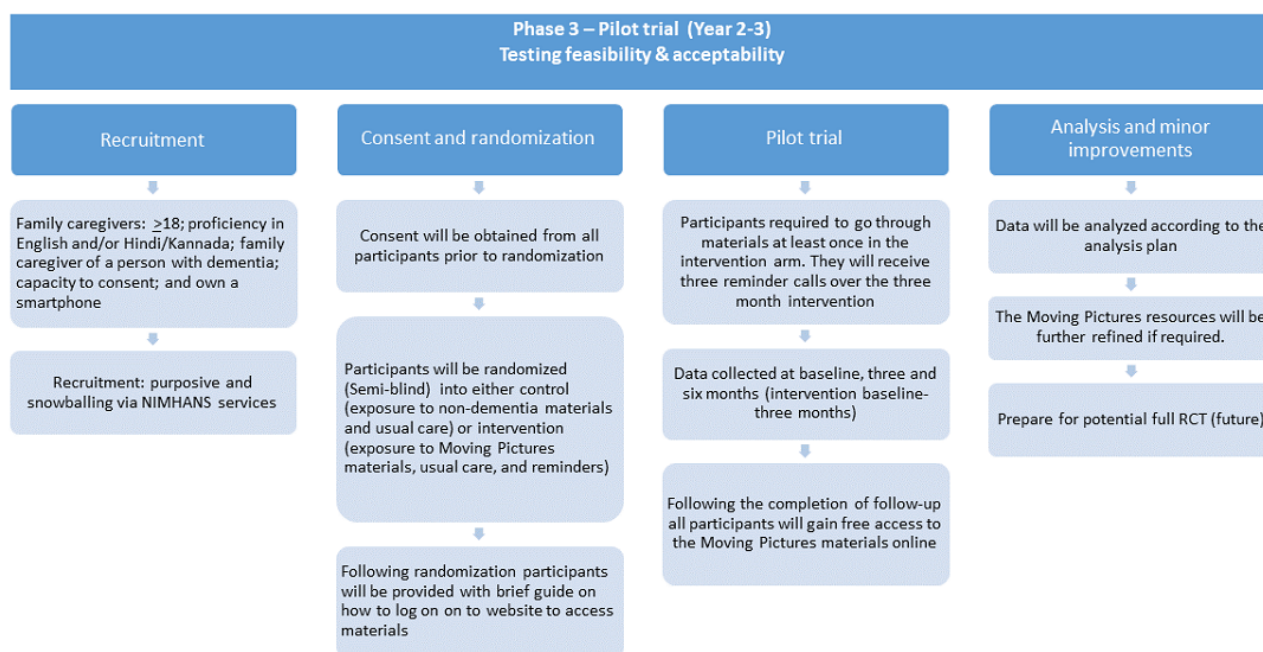 Phase 3 – Pilot trial (Year 2-3)
Testing feasibility & acceptability
Recruitment
Family caregivers: ≥18; proficiency in
English and/or Hindi/Kannada; family
caregiver of a person with dementia;
capacity to consent; and own a
smartphone
Recruitment: purposive and
snowballing via NIMHANS services
Consent and randomization
Consent will be obtained from all
participants prior to randomization
Participants will be randomized
(Semi-blind) into either control
(exposure to non-dementia materials
and usual care) or intervention
(exposure to Moving Pictures
materials, usual care, and reminders)
Following randomization participants
will be provided with brief guide on
how to log on on to website to access
materials
Pilot trial
Participants required to go through
materials at least once in the
intervention arm. They will receive
three reminder calls over the three
month intervention
Data collected at baseline, three and
six months (intervention baseline-
three months)
Following the completion of follow-up
all participants will gain free access to
the Moving Pictures materials online
Analysis and minor
improvements
Data will be analyzed according to the
analysis plan
The Moving Pictures resources will be
further refined if required.
Prepare for potential full RCT (future)